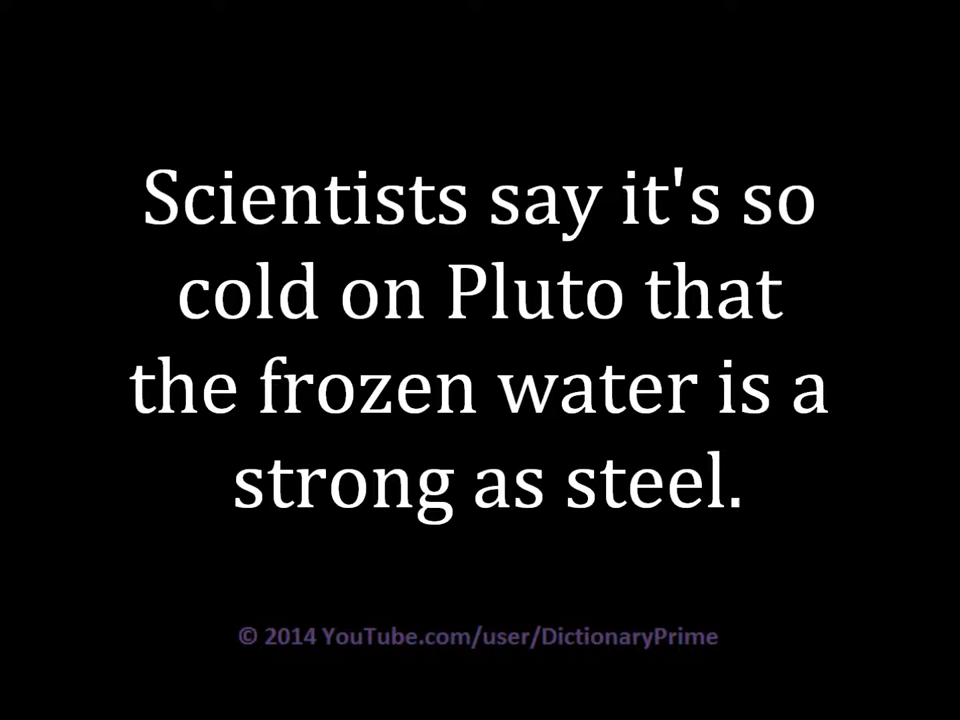 Scientists say it's so
cold on Pluto that
the frozen water is a
strong as steel.
© 2014 YouTube.com/user/DictionaryPrime